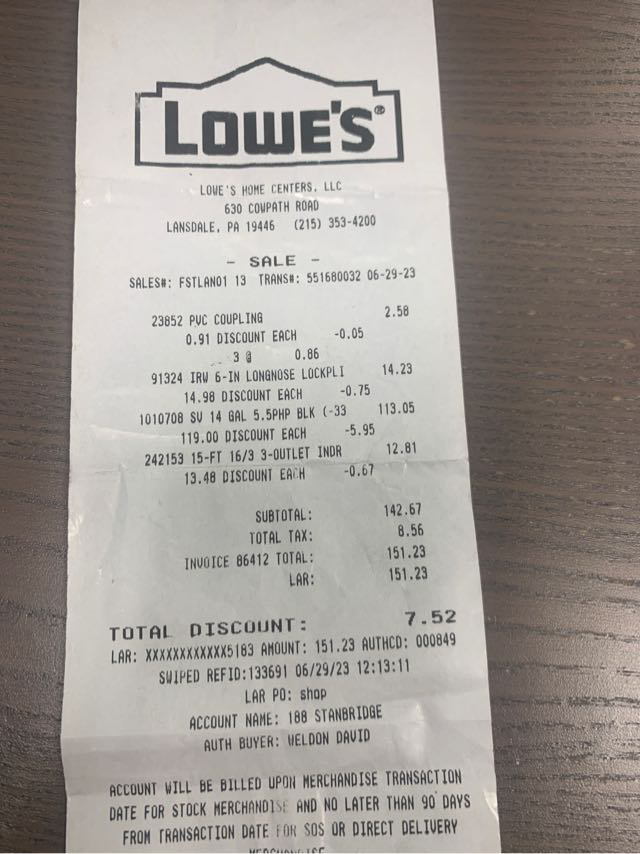 LOWE'S®
LOWE'S HOME CENTERS, LLC
630 COWPATH ROAD
LANSDALE, PA 19446 (215) 353-4200
- SALE -
SALES#: FSTLAN01 13 TRANS#: 551680032 06-29-23
23852 PVC COUPLING 2.58
0.91 DISCOUNT EACH -0.05
3 @ 0.86
91324 IRW 6-IN LONGNOSE LOCKPLI 14.23
14.98 DISCOUNT EACH -0.75
1010708 SV 14 GAL 5.5PHP BLK (-33 113.05
119.00 DISCOUNT EACH -5.95
242153 15-FT 16/3 3-OUTLET INDR 12.81
13.48 DISCOUNT EACH -0.67
SUBTOTAL: 142.67
TOTAL TAX: 8.56
INVOICE 86412 TOTAL: 151.23
LAR: 151.23
TOTAL DISCOUNT: 7.52
LAR: XXXXXXXXXXXX5183 AMOUNT: 151.23 AUTHCD: 000849
SWIPED REFID:133691 06/29/23 12:13:11
LAR PO: shop
ACCOUNT NAME: 188 STANBRIDGE
AUTH BUYER: WELDON DAVID
ACCOUNT WILL BE BILLED UPON MERCHANDISE TRANSACTION
DATE FOR STOCK MERCHANDISE AND NO LATER THAN 90 DAYS
FROM TRANSACTION DATE FOR SOS OR DIRECT DELIVERY
MERCHANDISE